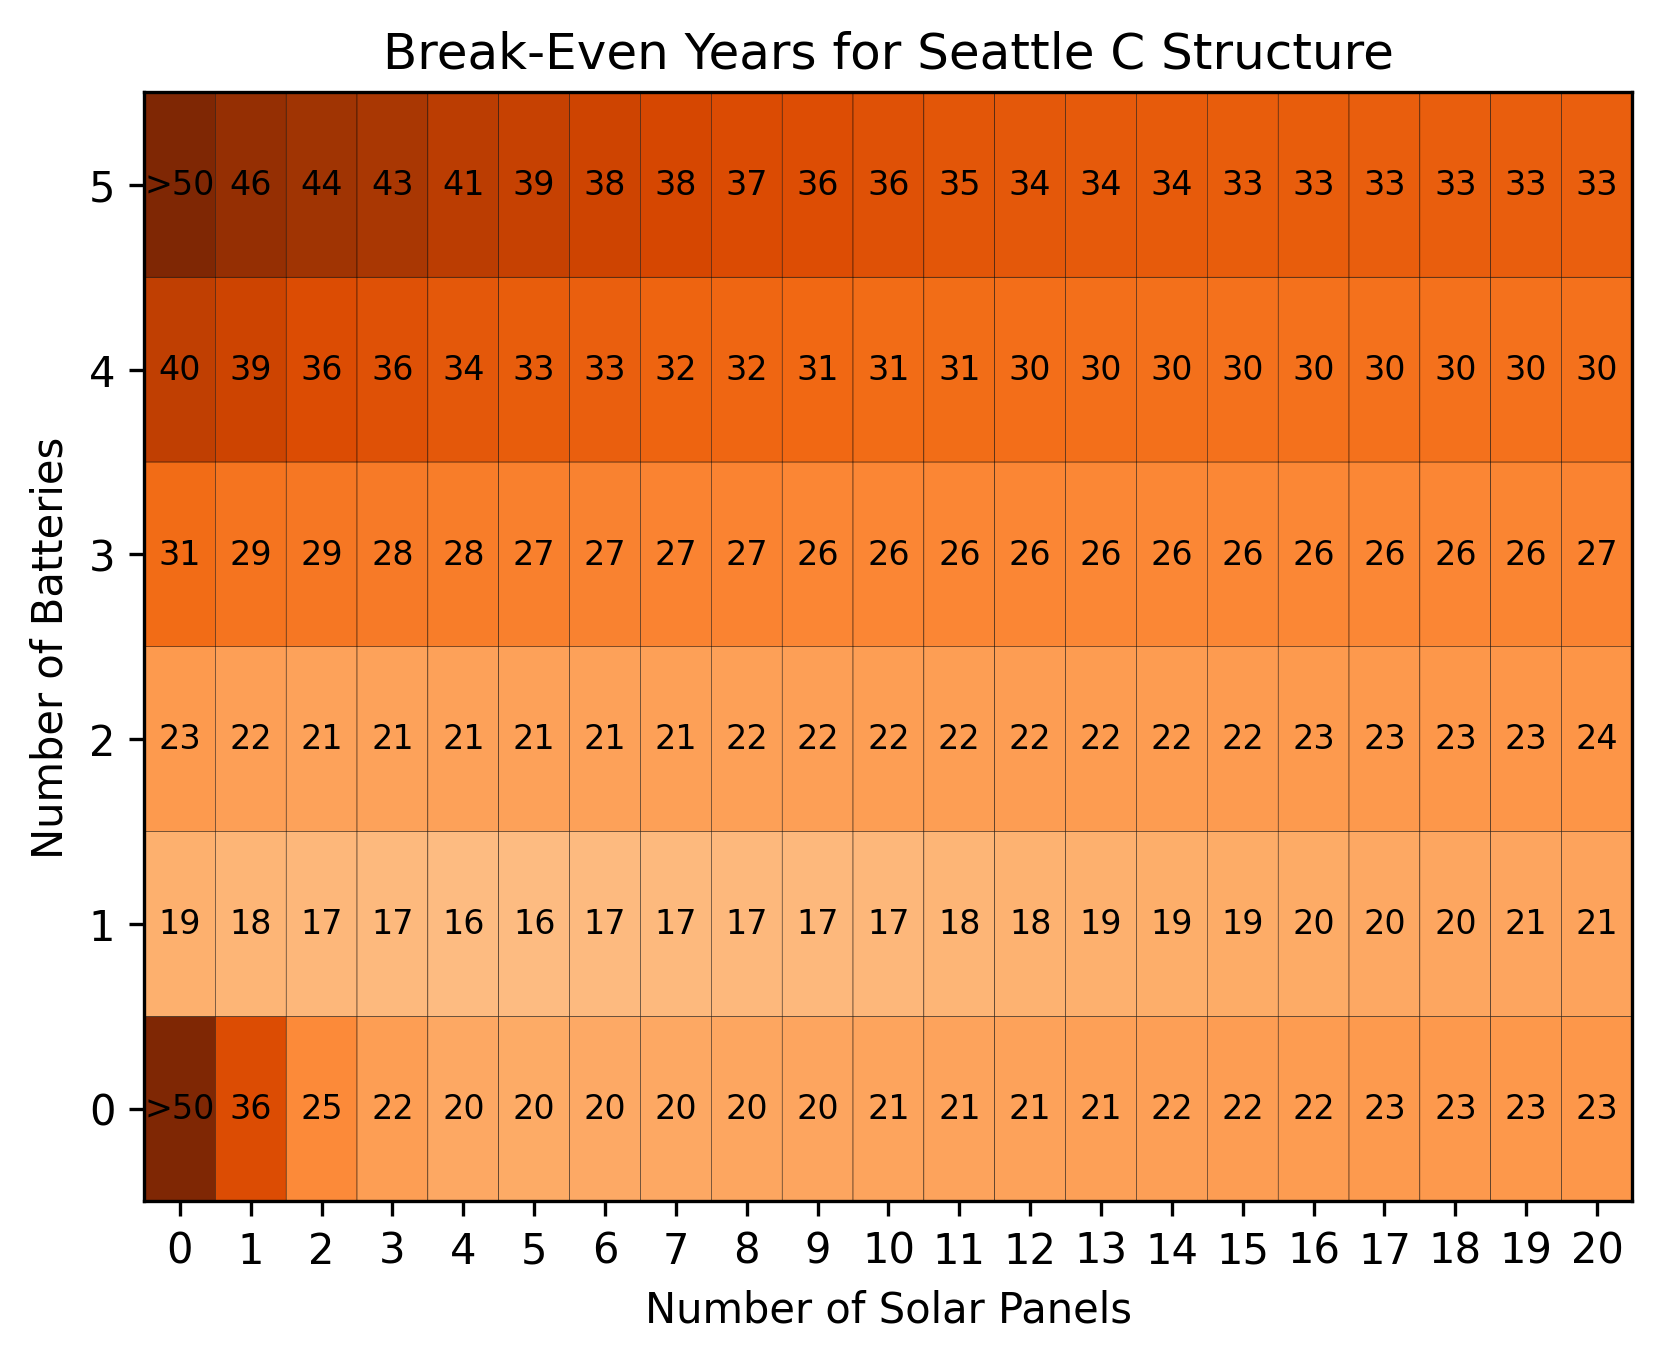 Break-Even Years for Seattle C Structure
Number of Batteries
5 >50 46 44 43 41 39 38 38 37 36 36 35 34 34 34 33 33 33 33 33 33
4 40 39 36 36 34 33 33 32 32 31 31 31 30 30 30 30 30 30 30 30 30
3 31 29 29 28 28 27 27 27 27 26 26 26 26 26 26 26 26 26 26 26 27
2 23 22 21 21 21 21 21 21 22 22 22 22 22 22 22 22 23 23 23 23 24
1 19 18 17 17 16 16 17 17 17 17 17 18 18 19 19 19 20 20 20 21 21
0 >50 36 25 22 20 20 20 20 20 20 21 21 21 21 22 22 22 23 23 23 23
0 1 2 3 4 5 6 7 8 9 10 11 12 13 14 15 16 17 18 19 20
Number of Solar Panels